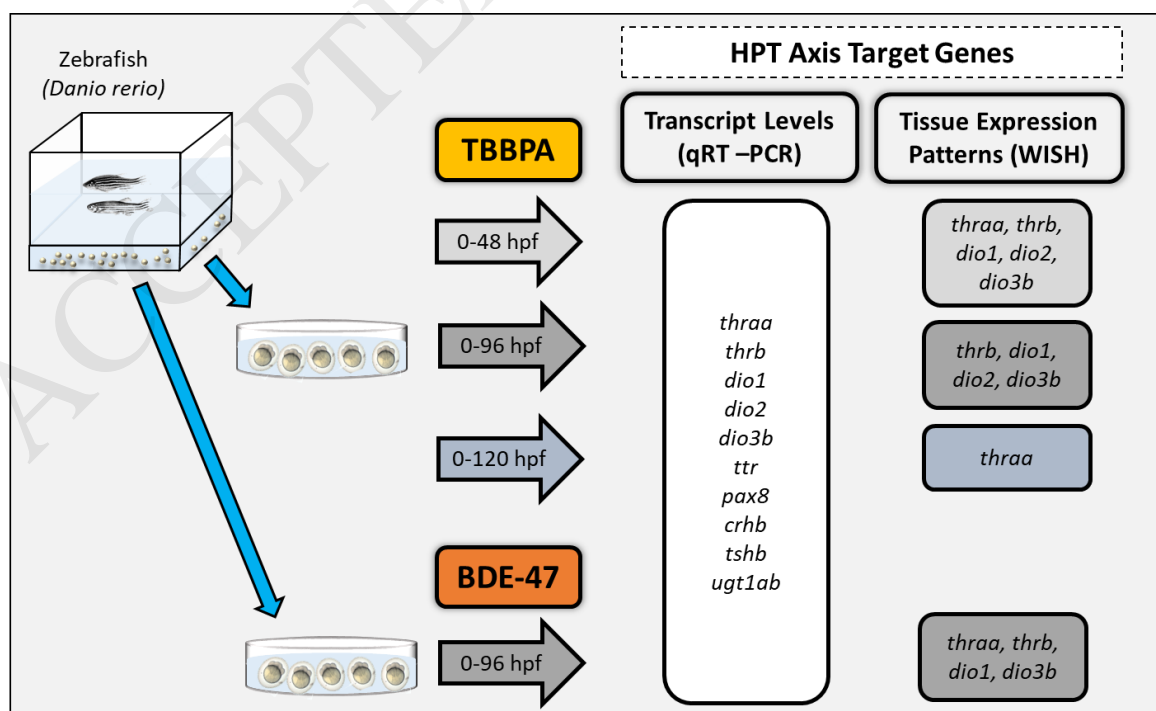 ACCEPTE
Zebrafish
(Danio rerio)
HPT Axis Target Genes
TBBPA
Transcript Levels
(qRT –PCR)
Tissue Expression
Patterns (WISH)
0-48 hpf
0-96 hpf
0-120 hpf
BDE-47
0-96 hpf
thraa
thrb
dio1
dio2
dio3b
ttr
pax8
crhb
tshb
ugt1ab
thraa, thrb,
dio1, dio2,
dio3b
thrb, dio1,
dio2, dio3b
thraa
thraa, thrb,
dio1, dio3b